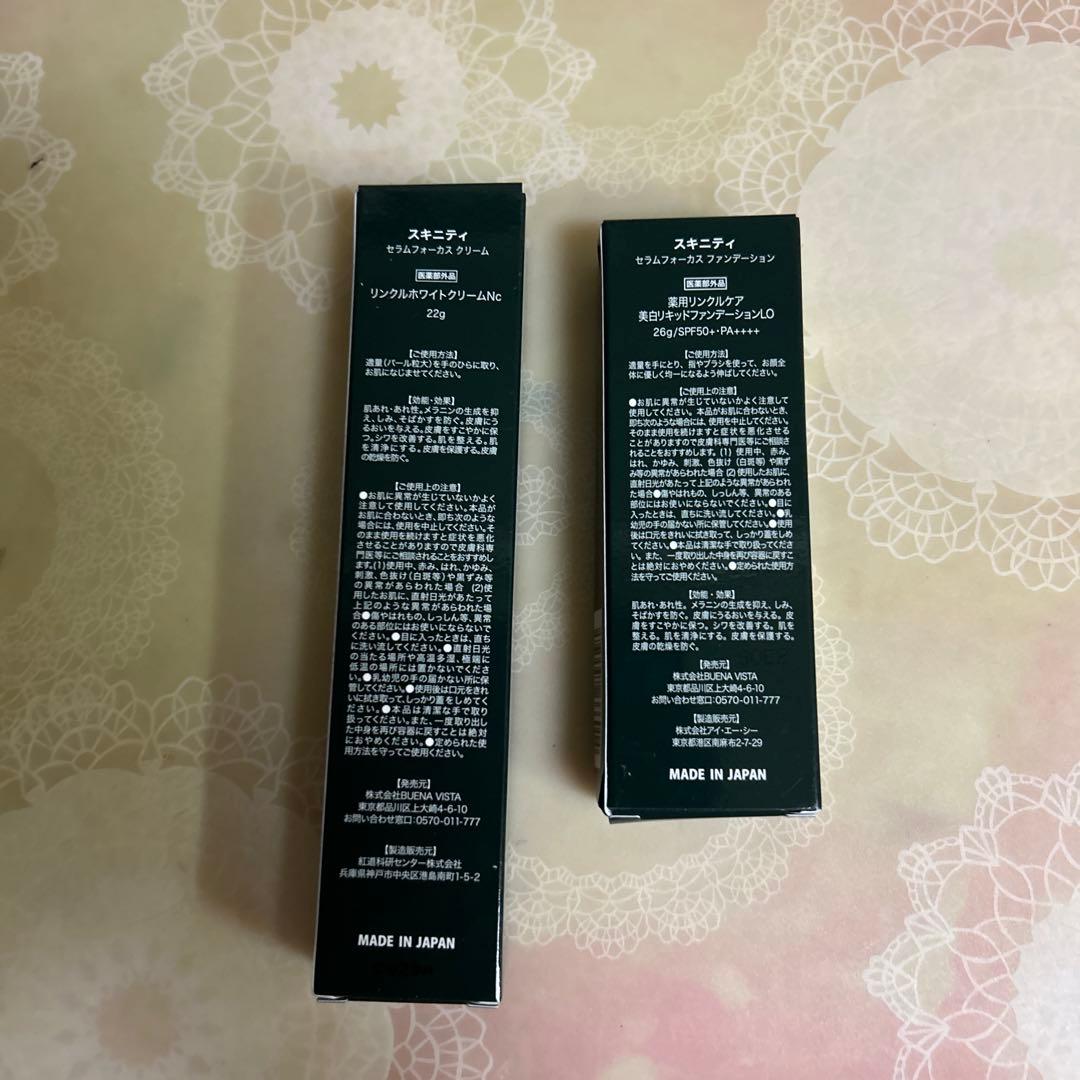 スキニティ
セラムフォーカス クリーム
医薬部外品
リンクルホワイトクリームNc
22g
【ご使用方法】
適量(パール粒大)を手のひらに取り、
お肌になじませてください。
【効能・効果】
肌あれ・あれ性。メラニンの生成を抑
え、しみ、そばかすを防ぐ。皮膚にう
るおいを与える。皮膚をすこやかに保
つ。シワを改善する。肌を整える。肌
を清浄にする。皮膚を保護する。皮膚
の乾燥を防ぐ。
【ご使用上の注意】
●お肌に異常が生じていないかよく
注意して使用してください。本品が
お肌に合わないとき、即ち次のような
場合には、使用を中止してください。そ
のまま使用を続けますと症状を悪化
させることがありますので皮膚科専
門医等にご相談されることをおすすめしま
す。(1)使用中、赤み、はれ、かゆみ、
刺激、色抜け(白斑等)や黒ずみ等
の異常があらわれた場合 (2)使
用したお肌に、直射日光があたって
上記のような異常があらわれた場
合●傷やはれもの、しっしん等、異常
のある部位にはお使いにならないで
ください。●目に入ったときは、直ち
に洗い流してください。●直射日光
の当たる場所や高温多湿、極端に
低温の場所には置かないでくださ
い。●乳幼児の手の届かない所に保
管してください。●使用後は口元をきれ
いに拭き取って、しっかり蓋をしめてく
ださい。●本品は清潔な手で取り
扱ってください。また、一度取り出し
た中身を再び容器に戻すことは絶対
におやめください。●定められた使
用方法を守ってご使用ください。
【発売元】
株式会社BUENA VISTA
東京都品川区上大崎4-6-10
お問い合わせ窓口:0570-011-777
【製造販売元】
紅道科研センター株式会社
兵庫県神戸市中央区港島南町1-5-2
MADE IN JAPAN
スキニティ
セラムフォーカス ファンデーション
医薬部外品
薬用リンクルケア
美白リキッドファンデーションLO
26g/SPF50+・PA++++
【ご使用方法】
適量を手にとり、指やブラシを使って、お顔全
体に優しく均一になるよう伸ばしてください。
【ご使用上の注意】
●お肌に異常が生じていないかよく注意して
使用してください。本品がお肌に合わないとき、
即ち次のような場合には、使用を中止してください。
そのまま使用を続けますと症状を悪化させる
ことがありますので皮膚科専門医等にご相談さ
れることをおすすめします。(1) 使用中、赤み、
はれ、かゆみ、刺激、色抜け(白斑等)や黒ず
み等の異常があらわれた場合 (2)使用したお肌に、
直射日光があたって上記のような異常があらわれ
た場合●傷やはれもの、しっしん等、異常のある
部位にはお使いにならないでください。●目に
入ったときは、直ちに洗い流してください。●乳
幼児の手の届かない所に保管してください。●使用
後は口元をきれいに拭き取って、しっかり蓋をしめ
てください。●本品は清潔な手で取り扱ってくださ
い。また、一度取り出した中身を再び容器に戻すこ
とは絶対におやめください。●定められた使用方
法を守ってご使用ください。
【効能・効果】
肌あれ・あれ性。メラニンの生成を抑え、しみ、
そばかすを防ぐ。皮膚にうるおいを与える。皮
膚をすこやかに保つ。シワを改善する。肌を
整える。肌を清浄にする。皮膚を保護する。
皮膚の乾燥を防ぐ。
【発売元】
株式会社BUENA VISTA
東京都品川区上大崎4-6-10
お問い合わせ窓口:0570-011-777
【製造販売元】
株式会社アイ・エー・シー
東京都港区南麻布2-7-29
MADE IN JAPAN